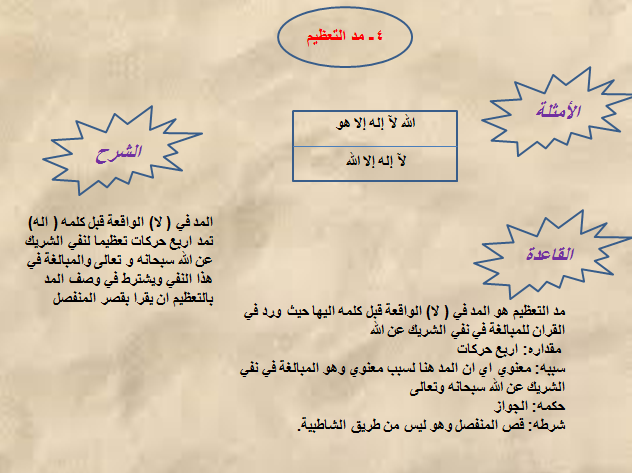 ٤ ـ مد التعظيم
الأمثلة
الله لآ إله إلا هو
لآ إله إلا الله
الشرح
المد في ( لا) الواقعة قبل كلمه ( اله)
تمد اربع حركات تعظيما لنفي الشريك
عن الله سبحانه و تعالى والمبالغة في
هذا النفي ويشترط في وصف المد
بالتعظيم ان يقرا بقصر المنفصل
القاعدة
مد التعظيم هو المد في ( لا) الواقعة قبل كلمه اليها حيث ورد في
القران للمبالغة في نفي الشريك عن الله
مقداره: اربع حركات
سببه: معنوي اي ان المد هنا لسبب معنوي وهو المبالغة في نفي
الشريك عن الله سبحانه وتعالى
حكمه: الجواز
شرطه: قص المنفصل وهو ليس من طريق الشاطبية.